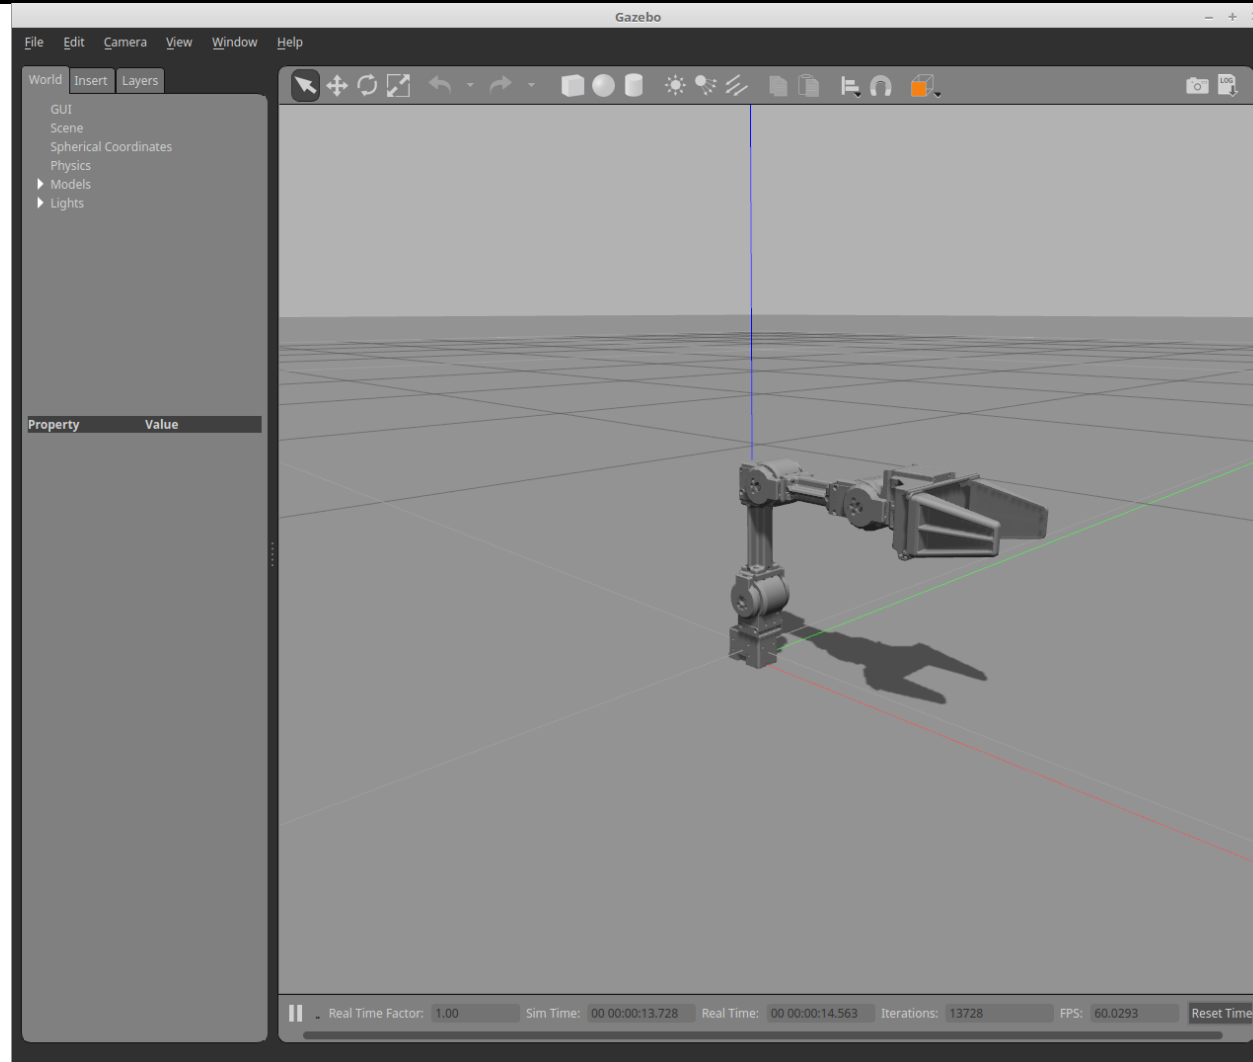 Gazebo
File Edit Camera View Window Help
World Insert Layers
LOG
GUI
Scene
Spherical Coordinates
Physics
Models
Lights
Property Value
Real Time Factor: 1.00 Sim Time: 00 00:00:13.728 Real Time: 00 00:00:14.563 Iterations: 13728 FPS: 60.0293 Reset Time